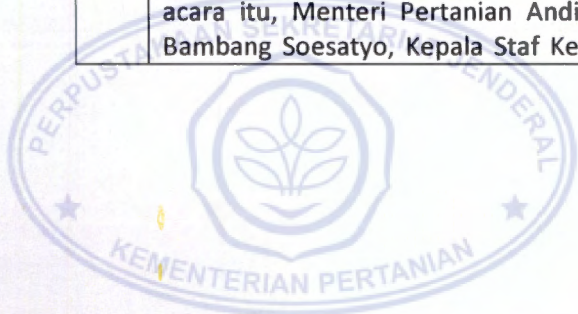 acara itu, Menteri Pertanian Andi
Bambang Soesatyo, Kepala Staf Ke
PERPUSTAKAAN SEKRETARIAT JENDERAL
KEMENTERIAN PERTANIAN